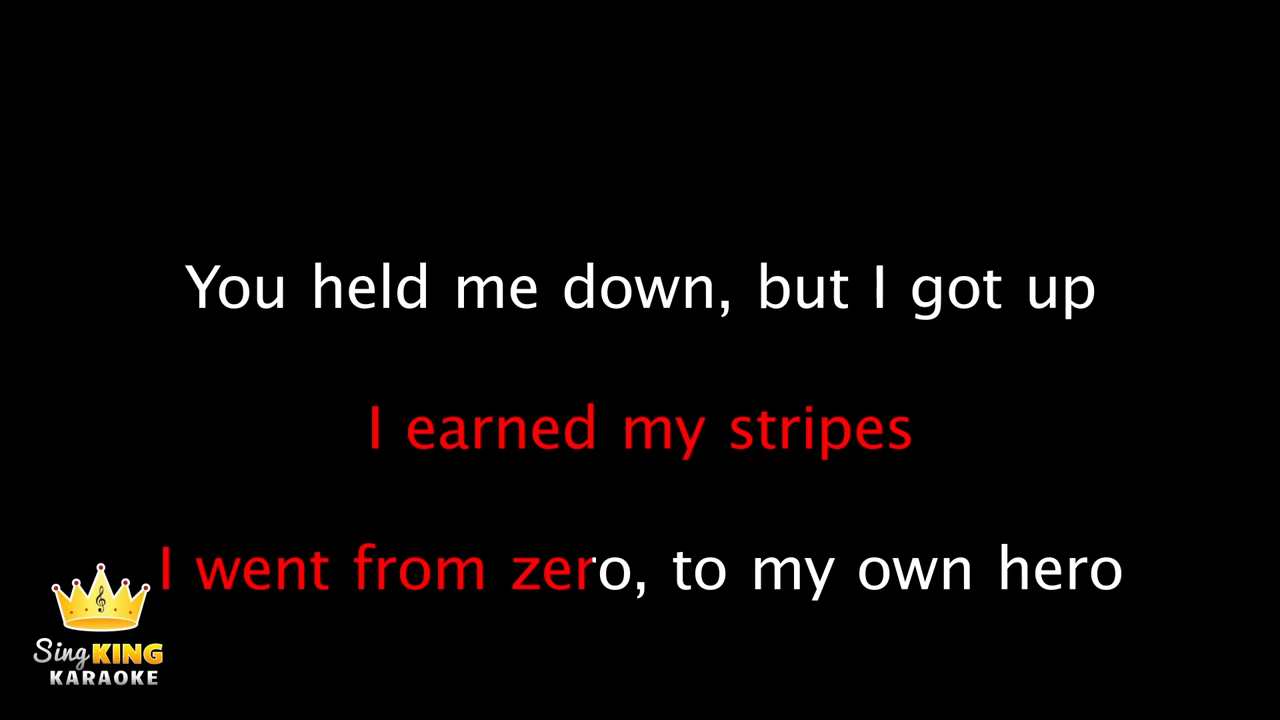 You held me down, but I got up
I earned my stripes
I went from zero, to my own hero
Sing KING
KARAOKE